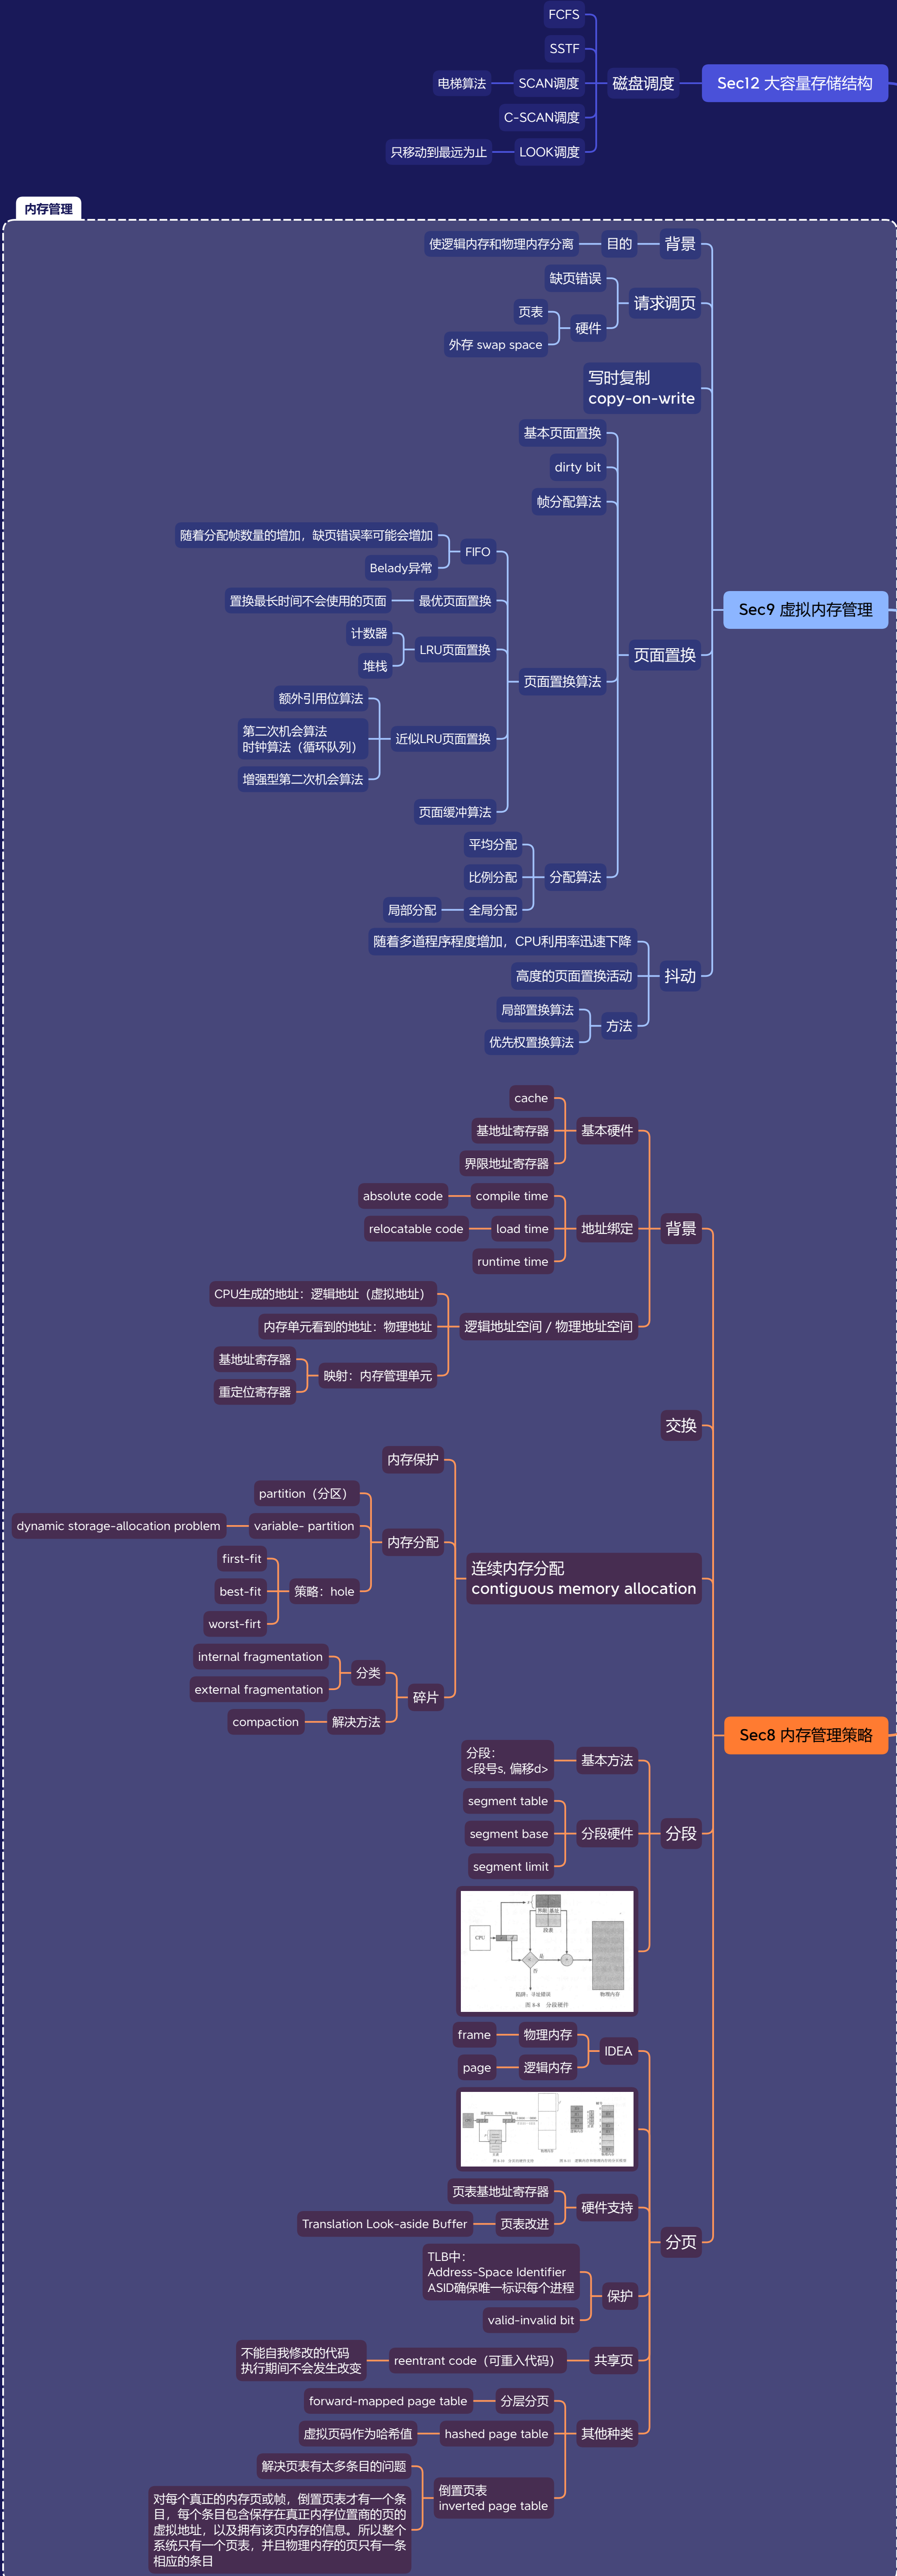 FCFS
SSTF
电梯算法
SCAN调度
磁盘调度
Sec12 大容量存储结构
C-SCAN调度
只移动到最远为止
LOOK调度
内存管理
使逻辑内存和物理内存分离
目的
背景
缺页错误
请求调页
页表
硬件
外存 swap space
写时复制
copy-on-write
基本页面置换
dirty bit
帧分配算法
随着分配帧数量的增加，缺页错误率可能会增加
FIFO
Belady异常
置换最长时间不会使用的页面
最优页面置换
Sec9 虚拟内存管理
计数器
LRU页面置换
堆栈
页面置换
页面置换算法
额外引用位算法
第二次机会算法
时钟算法（循环队列）
近似LRU页面置换
增强型第二次机会算法
页面缓冲算法
平均分配
比例分配
分配算法
局部分配
全局分配
随着多道程序程度增加，CPU利用率迅速下降
高度的页面置换活动
抖动
局部置换算法
方法
优先权置换算法
cache
基地址寄存器
基本硬件
界限地址寄存器
absolute code
compile time
relocatable code
load time
地址绑定
背景
runtime time
CPU生成的地址：逻辑地址（虚拟地址）
内存单元看到的地址：物理地址
逻辑地址空间 / 物理地址空间
基地址寄存器
映射：内存管理单元
重定位寄存器
交换
内存保护
partition（分区）
dynamic storage-allocation problem
variable- partition
内存分配
first-fit
best-fit
策略：hole
worst-firt
连续内存分配
contiguous memory allocation
internal fragmentation
分类
external fragmentation
碎片
compaction
解决方法
Sec8 内存管理策略
分段：
<段号s, 偏移d>
基本方法
segment table
segment base
分段硬件
分段
segment limit
界限
基址
段表
CPU
是
否
陷阱：寻址错误
物理内存
图 8-8 分段硬件
frame
物理内存
IDEA
page
逻辑内存
页表基地址寄存器
硬件支持
Translation Look-aside Buffer
页表改进
分页
TLB中：
Address-Space Identifier
ASID确保唯一标识每个进程
保护
valid-invalid bit
不能自我修改的代码
执行期间不会发生改变
reentrant code（可重入代码）
共享页
forward-mapped page table
分层分页
虚拟页码作为哈希值
hashed page table
其他种类
解决页表有太多条目的问题
倒置页表
inverted page table
对每个真正的内存页或帧，倒置页表才有一个条
目，每个条目包含保存在真正内存位置商的页的
虚拟地址，以及拥有该页内存的信息。所以整个
系统只有一个页表，并且物理内存的页只有一条
相应的条目